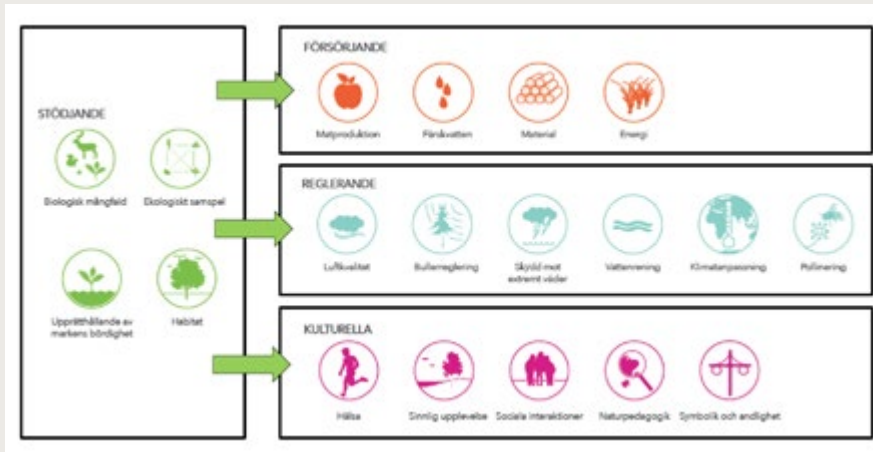 STÖDJANDE
Biologisk mångfald
Ekologiskt samspel
Upprätthållande av
markens bördighet
Habitat
FÖRSÖRJANDE
Matproduktion
Färskvatten
Material
Energi
REGLERANDE
Luftkvalitet
Bullerreglering
Skydd mot
extremt väder
Vattenrening
Klimatanpassning
Pollinering
KULTURELLA
Hälsa
Sinnlig upplevelse
Sociala interaktioner
Naturpedagogik
Symbolik och andlighet